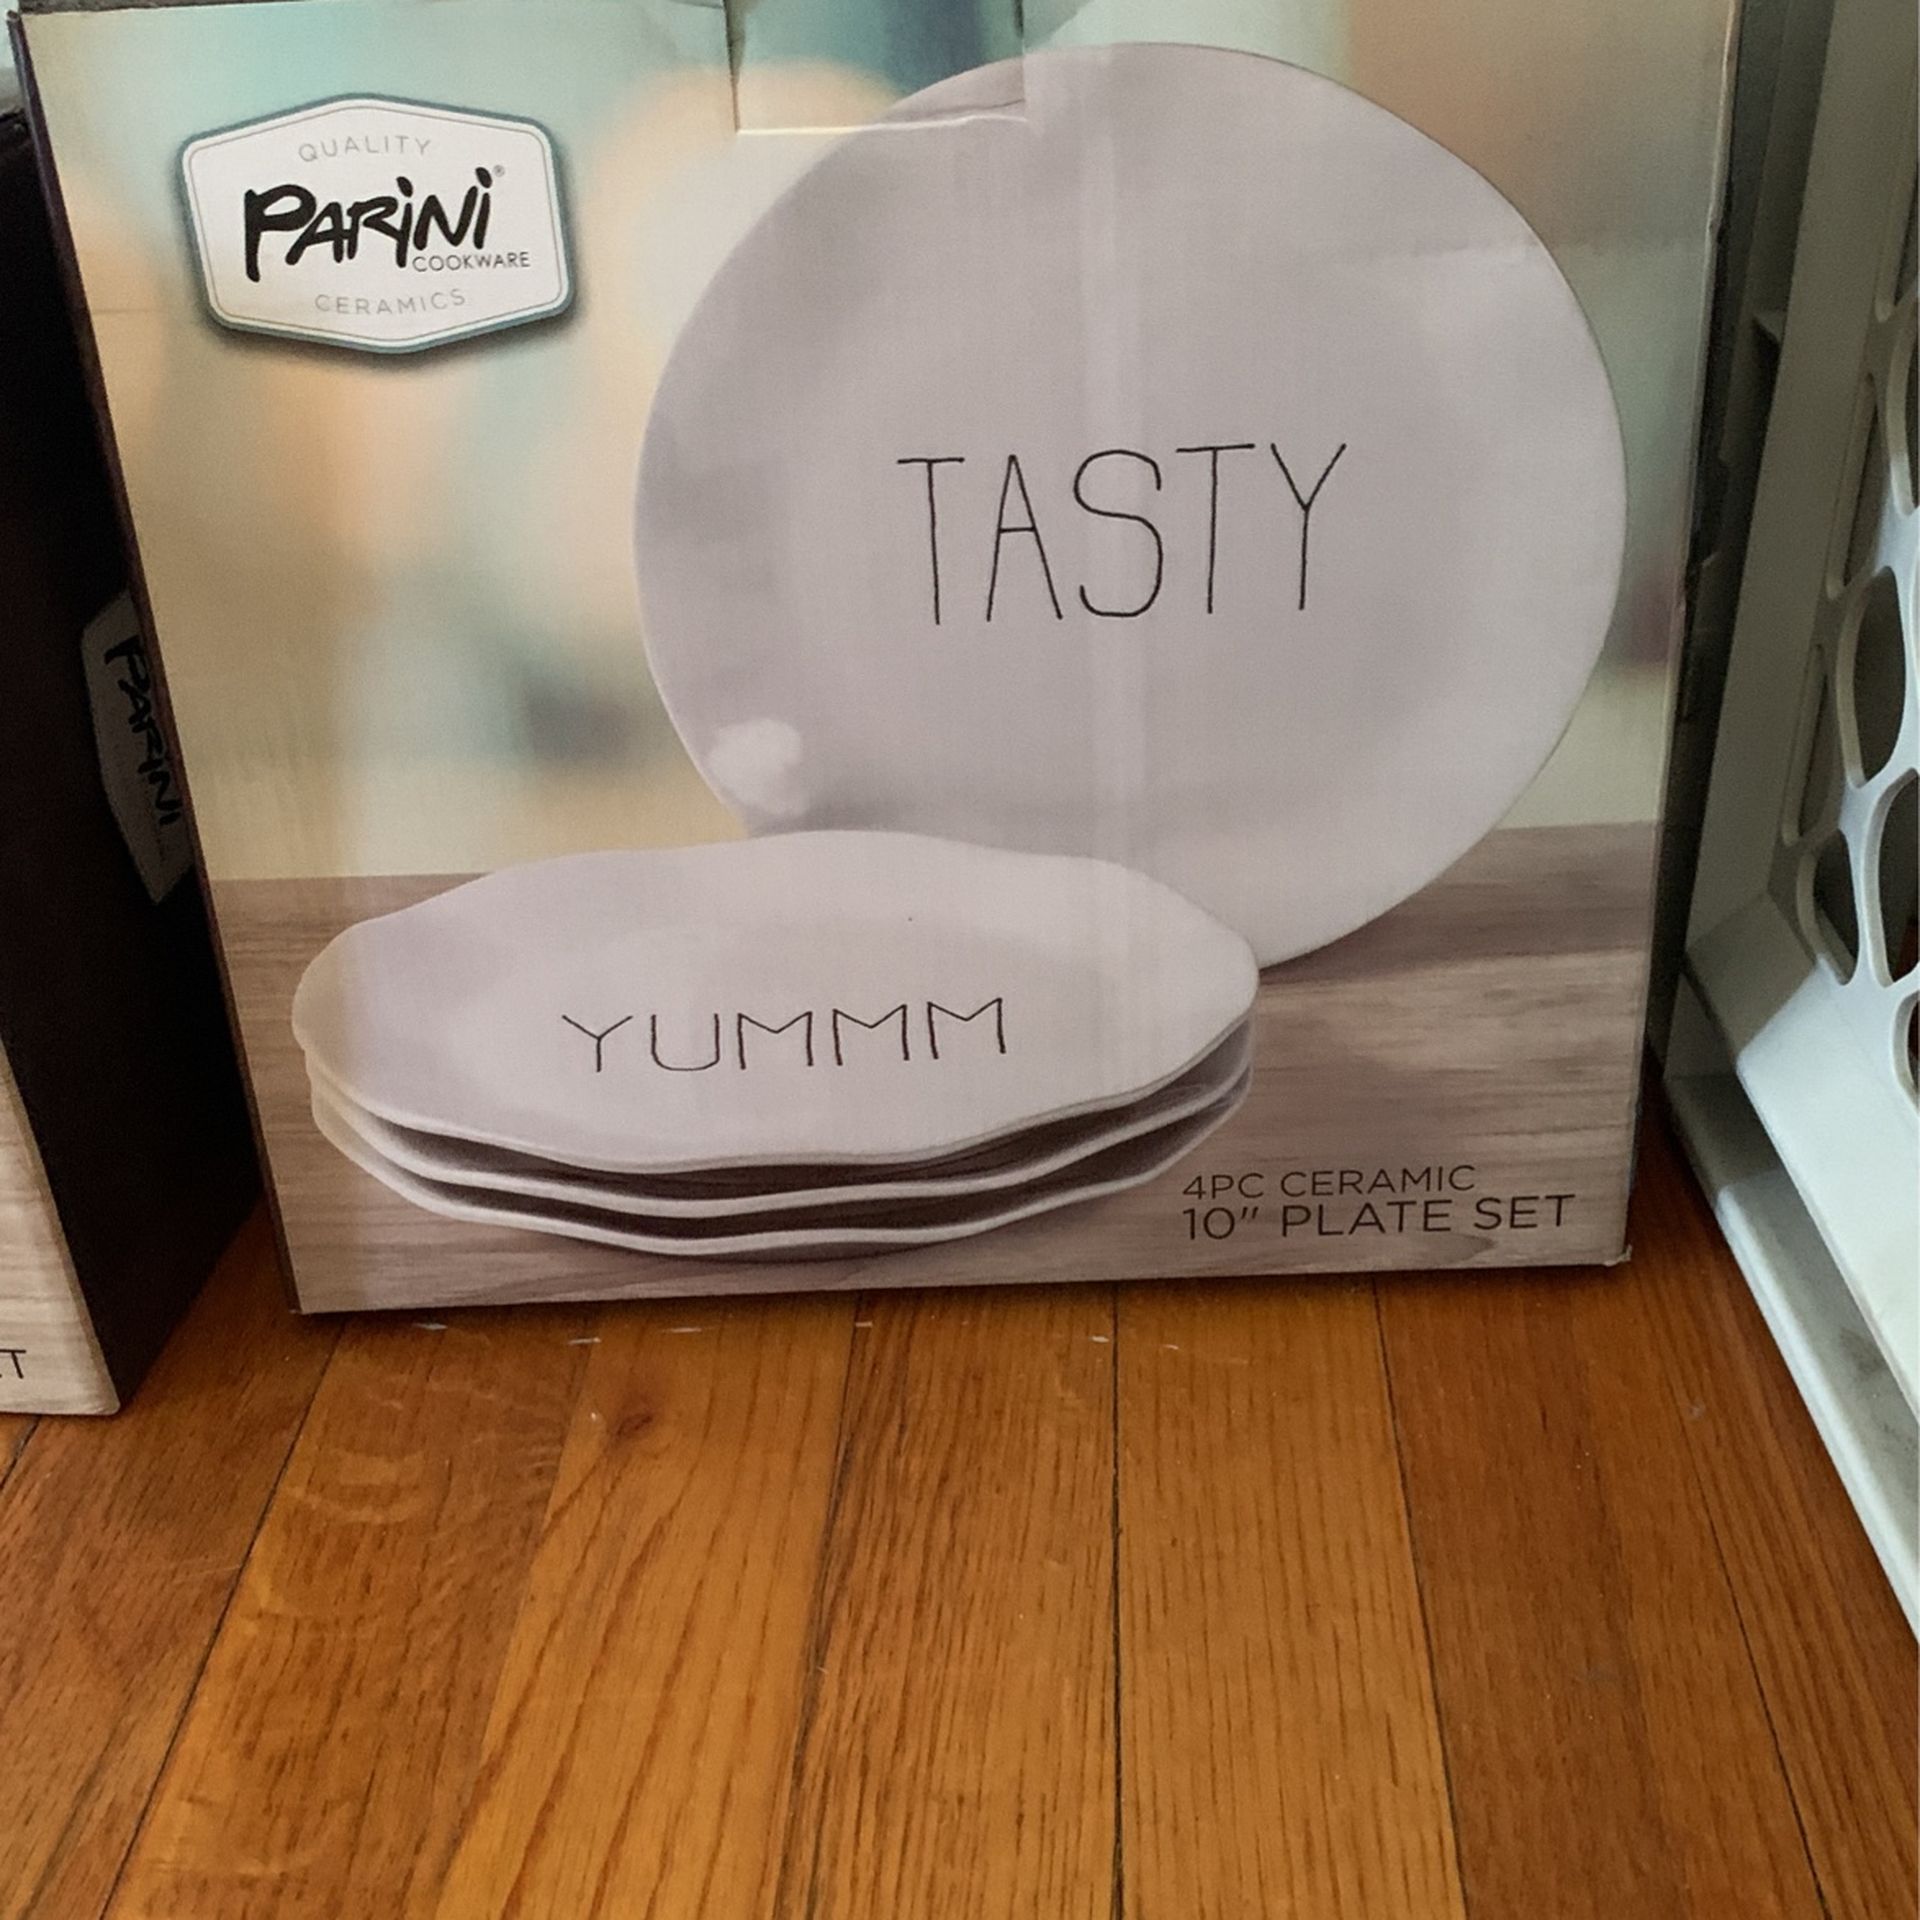 QUALITY
PARiNi®
COOKWARE
CERAMICS
TASTY
YUMMM
4PC CERAMIC
10" PLATE SET
PARiNi
T